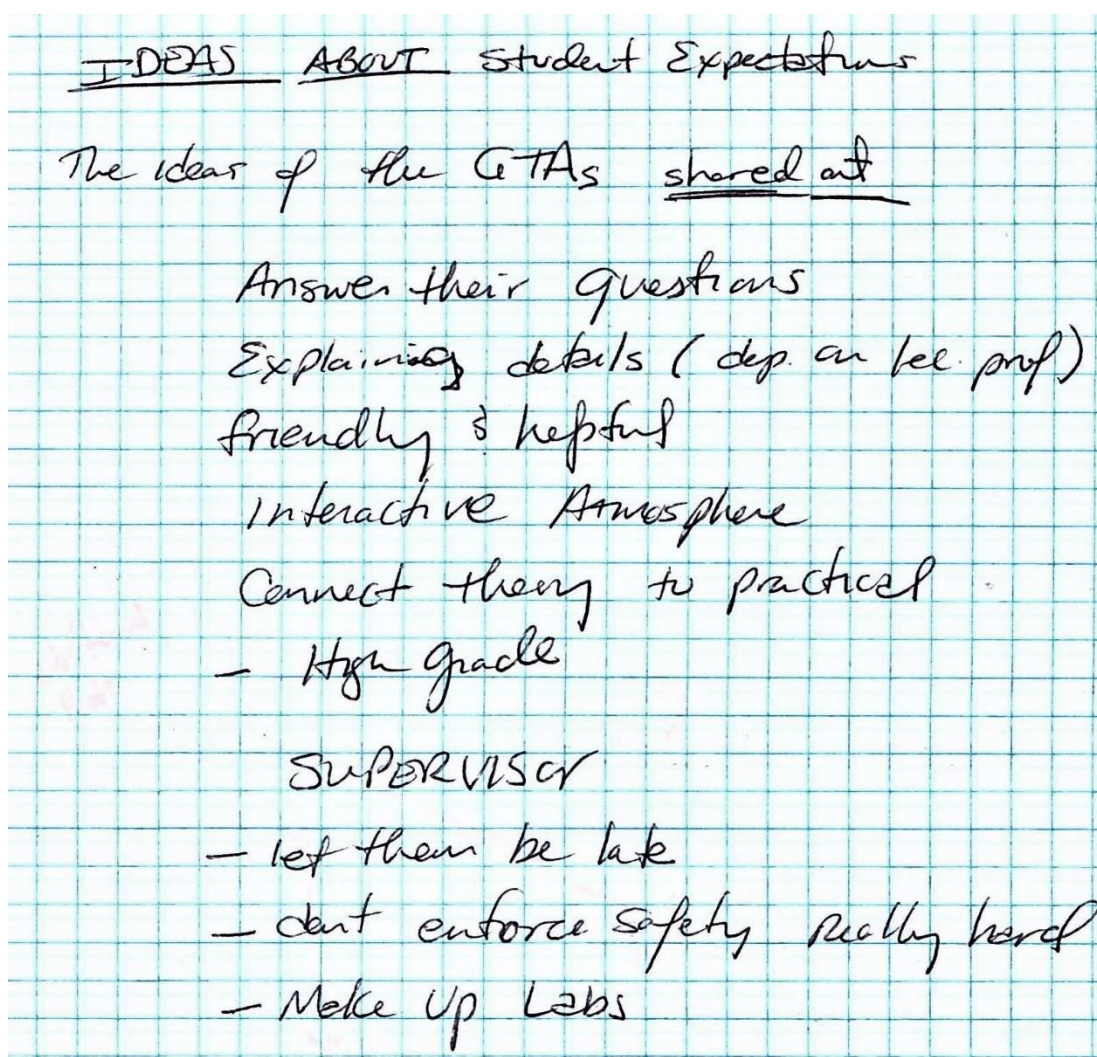 IDEAS ABOUT Student Expectations
The ideas of the GTAs shared out
Answer their questions
Explaining details (dep. on lec. prof)
friendly & helpful
Interactive Atmosphere
Connect theory to practical
- High grade
SUPERVISOR
- let them be late
- dont enforce safety really hard
- Make Up Labs